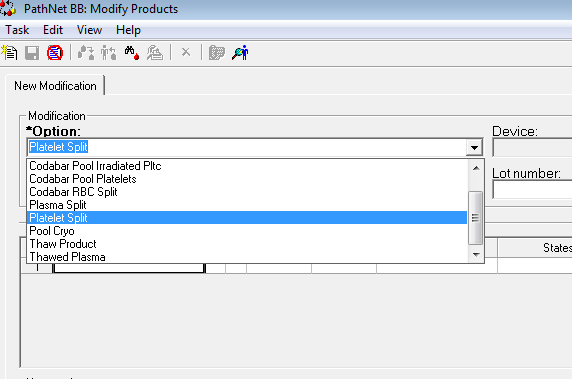 PathNet BB: Modify Products
Task Edit View Help
New Modification
Modification
*Option: Device:
Platelet Split
Codabar Pool Irradiated Pltc
Lot number:
Codabar Pool Platelets
Codabar RBC Split
Plasma Split
Platelet Split
Pool Cryo
Thaw Product
States
Thawed Plasma